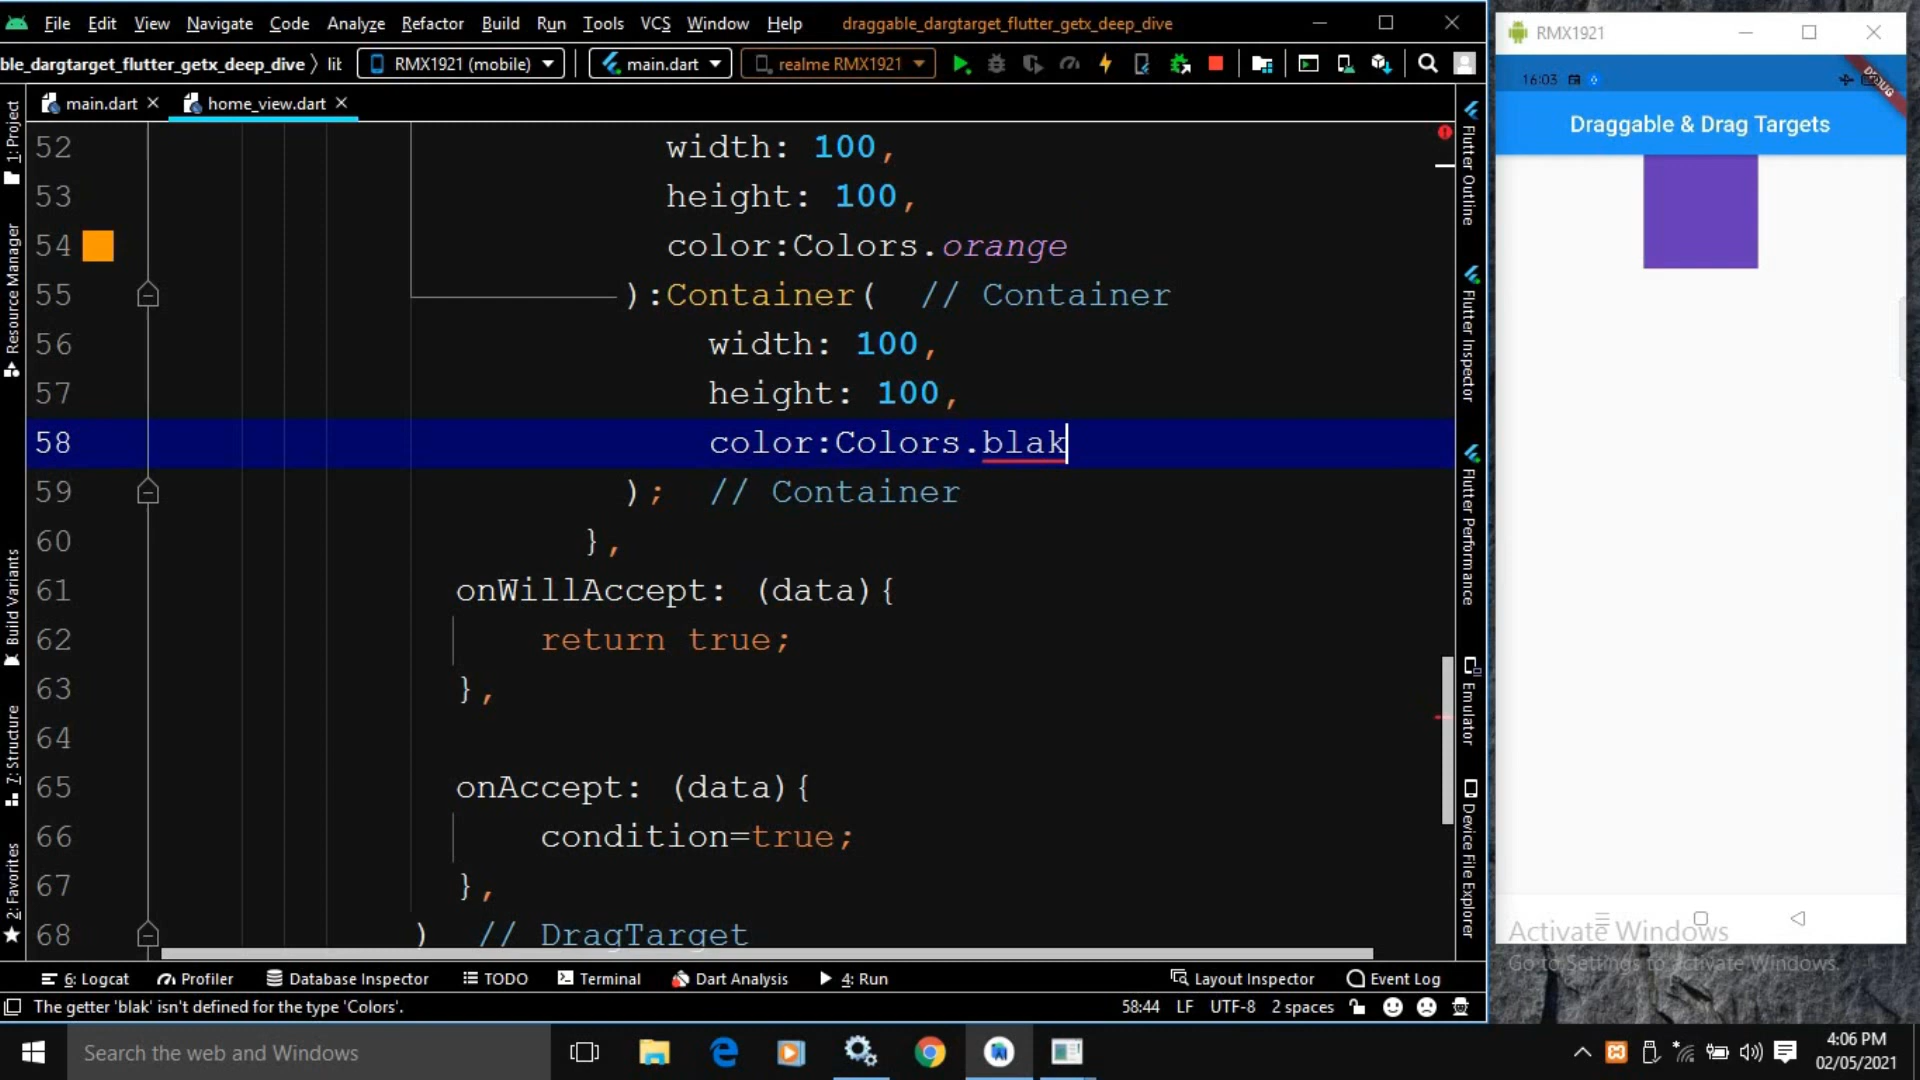 File Edit View Navigate Code Analyze Refactor Build Run Tools VCS Window Help draggable_dargtarget_flutter_getx_deep_dive
ble_dargtarget_flutter_getx_deep_dive lib RMX1921 (mobile) main.dart realme RMX1921
main.dart home_view.dart
52 width: 100,
53 height: 100,
54 color:Colors.orange
55 ):Container( // Container
56 width: 100,
57 height: 100,
58 color:Colors.blak
59 ); // Container
60 },
61 onWillAccept: (data){
62 return true;
63 },
64
65 onAccept: (data){
66 condition=true;
67 },
68 ) // DragTarget
1: Project
Resource Manager
Build Variants
7: Structure
2: Favorites
Flutter Outline
Flutter Inspector
Flutter Performance
Emulator
Device File Explorer
6: Logcat Profiler Database Inspector TODO Terminal Dart Analysis 4: Run Layout Inspector Event Log
The getter 'blak' isn't defined for the type 'Colors'. 58:44 LF UTF-8 2 spaces
RMX1921
16:03
DEBUG
Draggable & Drag Targets
Activate Windows
Go to Settings to activate Windows.
Search the web and Windows
4:06 PM
02/05/2021